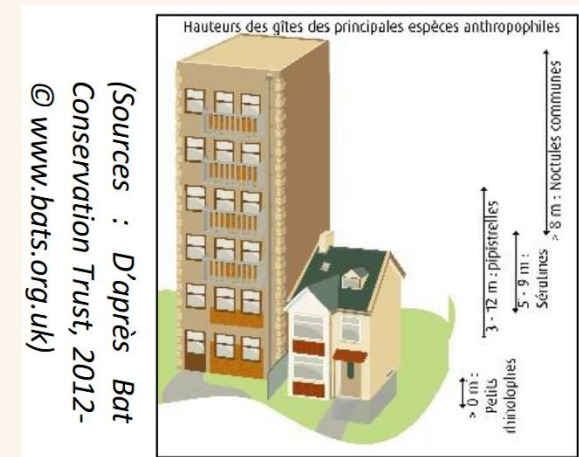 Hauteurs des gîtes des principales espèces anthropophiles
> 8 m : Noctules communes
3 - 12 m : pipistrelles
5 - 9 m :
Sérotines
> 0 m :
Petits
rhinolophes
(Sources : D'après Bat
Conservation Trust, 2012-
© www.bats.org.uk)